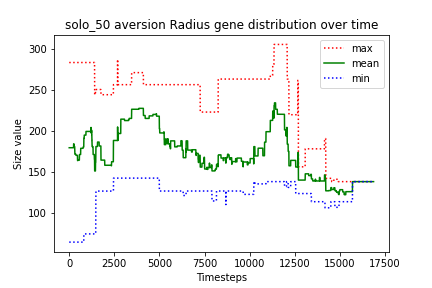 solo_50 aversion Radius gene distribution over time
max
mean
min
Size value
300
250
200
150
100
0
2500
5000
7500
10000
12500
15000
17500
Timesteps